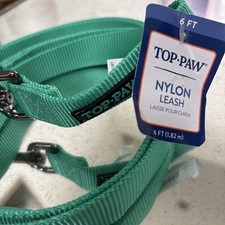 6 FT
TOP•PAW®
NYLON
LEASH
LAISSE POUR CHIEN
6 FT (1,82 m)
TOP•PAW